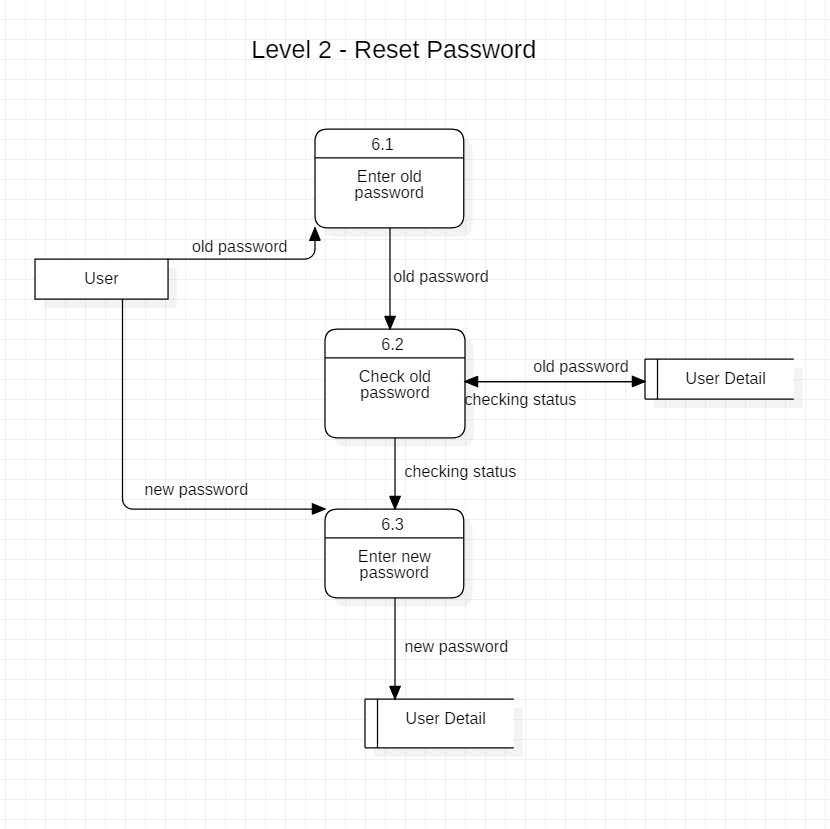 Level 2 - Reset Password
6.1
Enter old
password
old password
User
old password
6.2
Check old
password
old password
User Detail
checking status
checking status
new password
6.3
Enter new
password
new password
User Detail